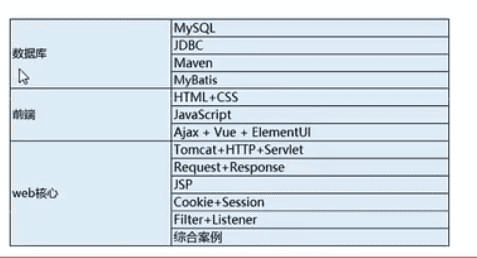 数据库
MySQL
JDBC
Maven
MyBatis
前端
HTML+CSS
JavaScript
Ajax + Vue + ElementUI
web核心
Tomcat+HTTP+Servlet
Request+Response
JSP
Cookie+Session
Filter+Listener
综合案例